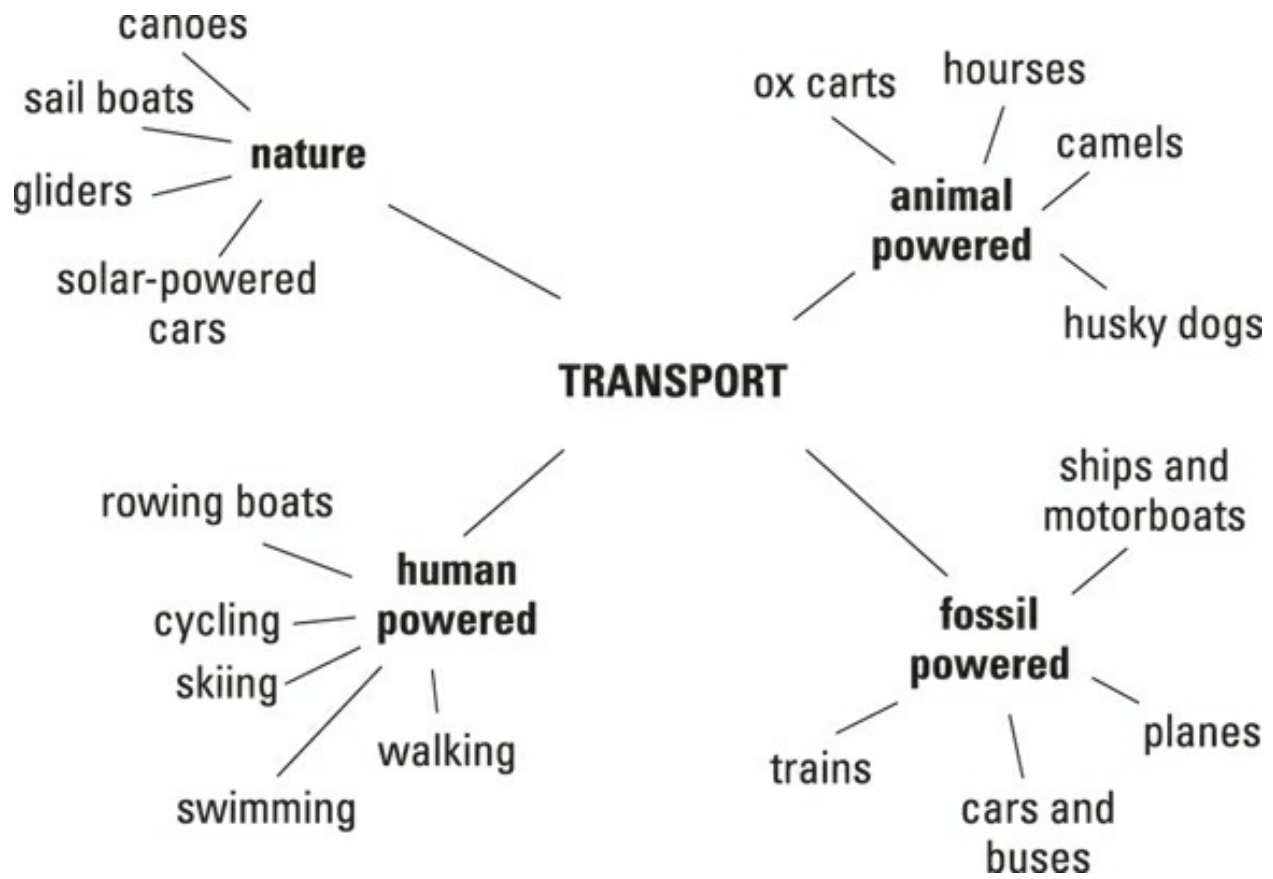 canoes
sail boats
nature
gliders
solar-powered
cars
ox carts
hourses
camels
animal
powered
husky dogs
TRANSPORT
rowing boats
human
powered
cycling
skiing
walking
swimming
ships and
motorboats
fossil
powered
planes
trains
cars and
buses